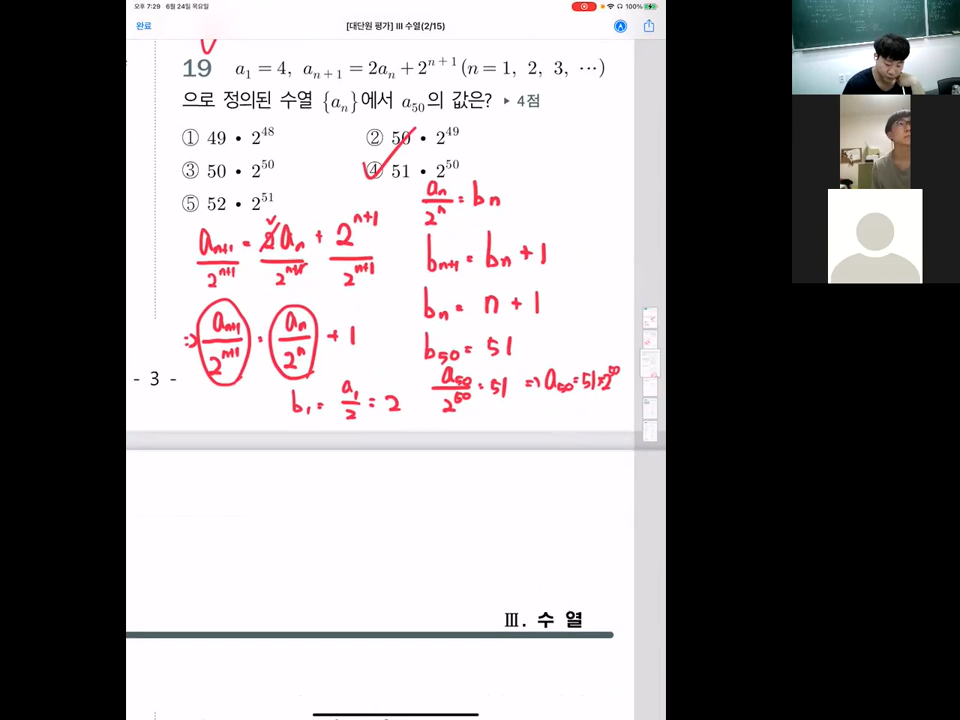 오후 7:29 6월 24일 목요일
100%
완료
[대단원 평가] III 수열(2/15)
19 a₁ = 4, aₙ₊₁ = 2aₙ + 2ⁿ⁺¹ (n = 1, 2, 3, ⋯)
으로 정의된 수열 {aₙ}에서 a₅₀의 값은? ▸ 4점
① 49 • 2⁴⁸ ② 50 • 2⁴⁹
③ 50 • 2⁵⁰ ④ 51 • 2⁵⁰
⑤ 52 • 2⁵¹
aₙ₊₁/2ⁿ⁺¹ = 2aₙ/2ⁿ⁺¹ + 2ⁿ⁺¹/2ⁿ⁺¹
⇒ aₙ₊₁/2ⁿ⁺¹ = aₙ/2ⁿ + 1
b₁ = a₁/2 = 2
aₙ/2ⁿ = bₙ
bₙ₊₁ = bₙ + 1
bₙ = n + 1
b₅₀ = 51
a₅₀/2⁵⁰ = 51 ⇒ a₅₀ = 51 × 2⁵⁰
- 3 -
Ⅲ. 수 열